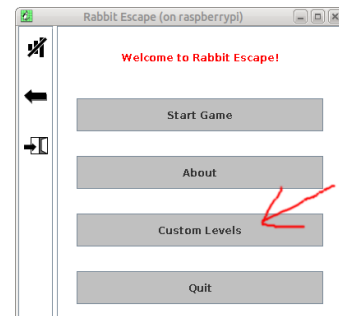 Rabbit Escape (on raspberrypi)
Welcome to Rabbit Escape!
Start Game
About
Custom Levels
Quit